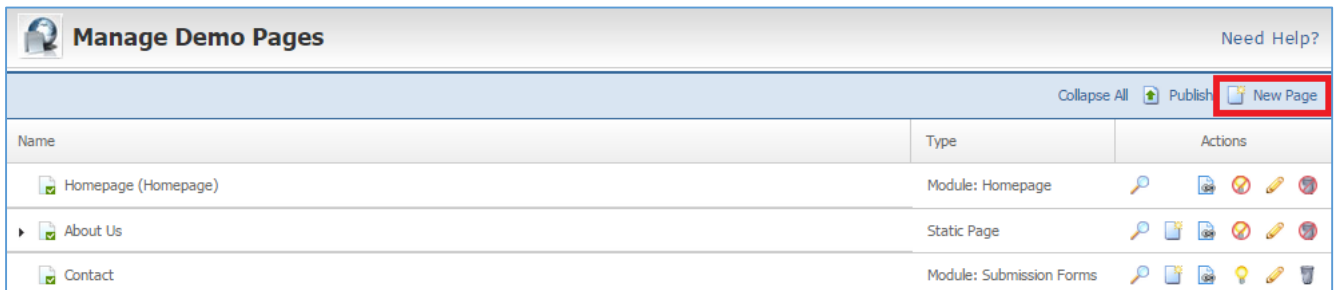 Manage Demo Pages Need Help?
Collapse All Publish New Page
Name Type Actions
Homepage (Homepage) Module: Homepage
About Us Static Page
Contact Module: Submission Forms